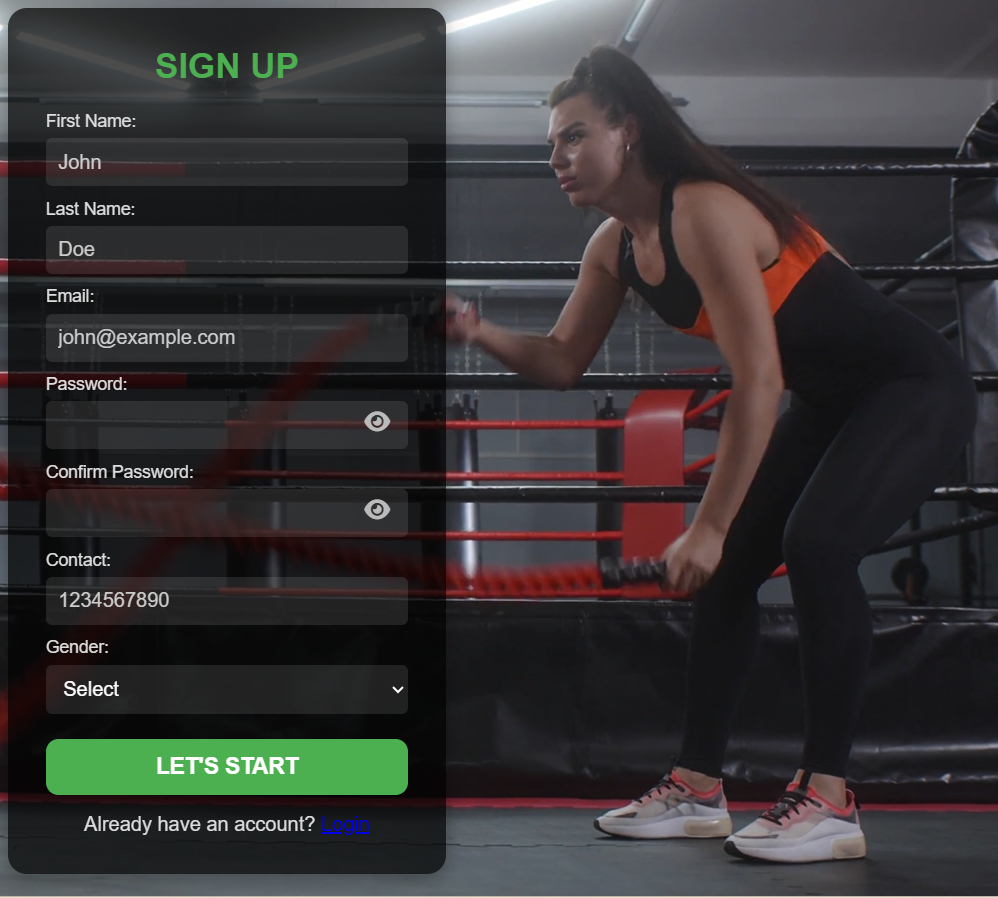 SIGN UP
First Name:
John
Last Name:
Doe
Email:
john@example.com
Password:
Confirm Password:
Contact:
1234567890
Gender:
Select
LET'S START
Already have an account? Login